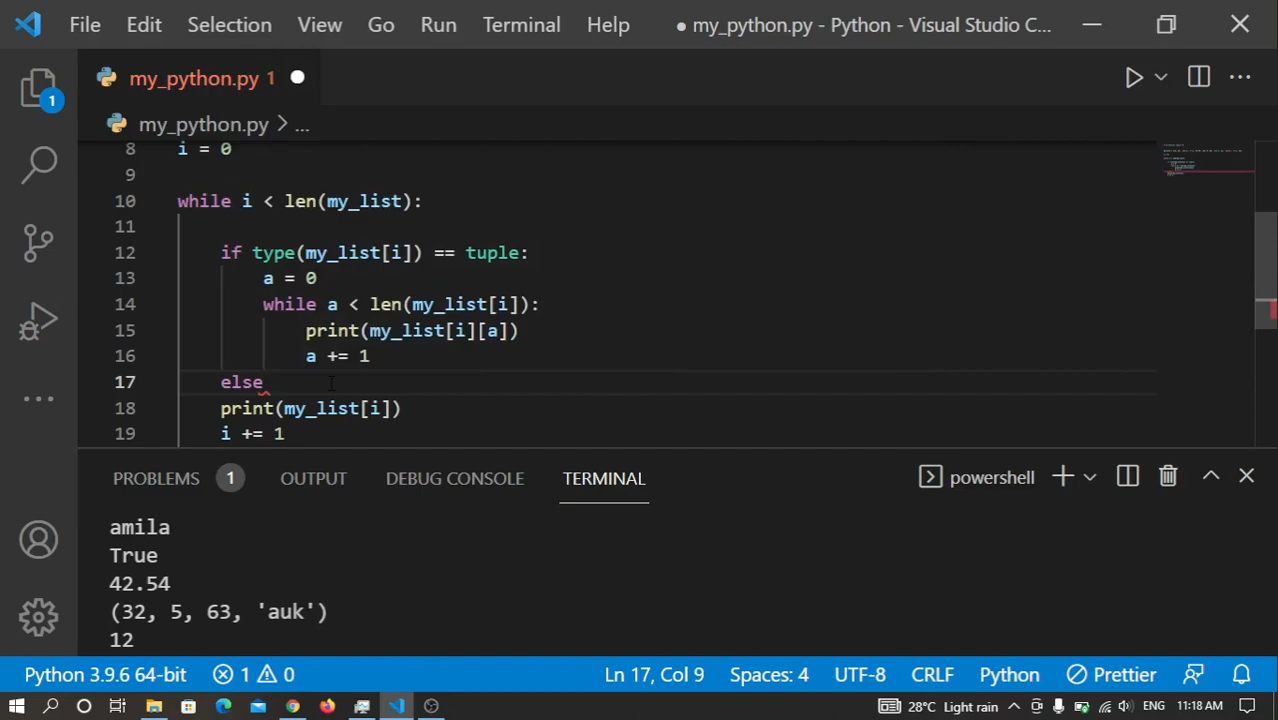 File Edit Selection View Go Run Terminal Help ● my_python.py - Python - Visual Studio C...
my_python.py 1
my_python.py > ...
1
8 i = 0
9
10 while i < len(my_list):
11
12 if type(my_list[i]) == tuple:
13 a = 0
14 while a < len(my_list[i]):
15 print(my_list[i][a])
16 a += 1
17 else
18 print(my_list[i])
19 i += 1
PROBLEMS 1 OUTPUT DEBUG CONSOLE TERMINAL powershell
amila
True
42.54
(32, 5, 63, 'auk')
12
Python 3.9.6 64-bit 1 0 Ln 17, Col 9 Spaces: 4 UTF-8 CRLF Python Prettier
28°C Light rain ENG 11:18 AM